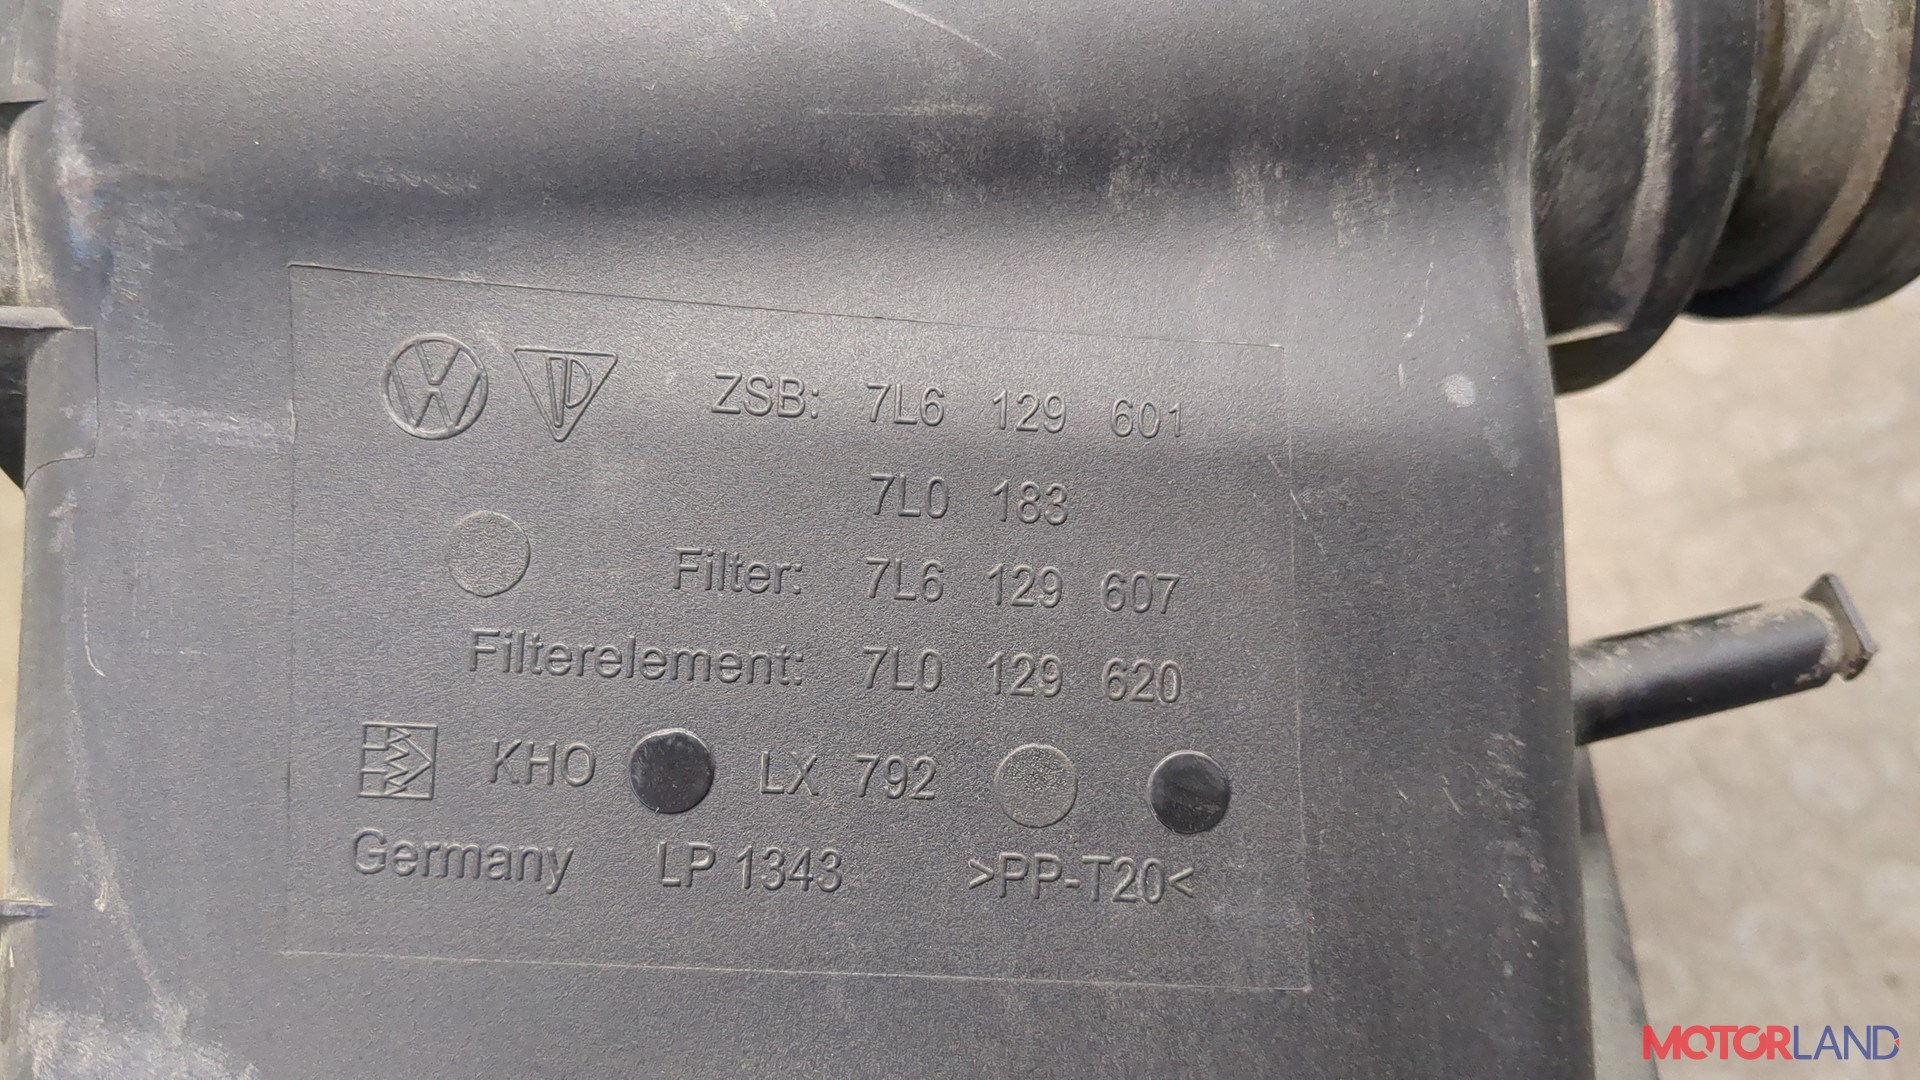 ZSB: 7L6 129 601
7L0 183
Filter: 7L6 129 607
Filterelement: 7L0 129 620
KHO LX 792
Germany LP 1343 >PP-T20<
MOTORLAND